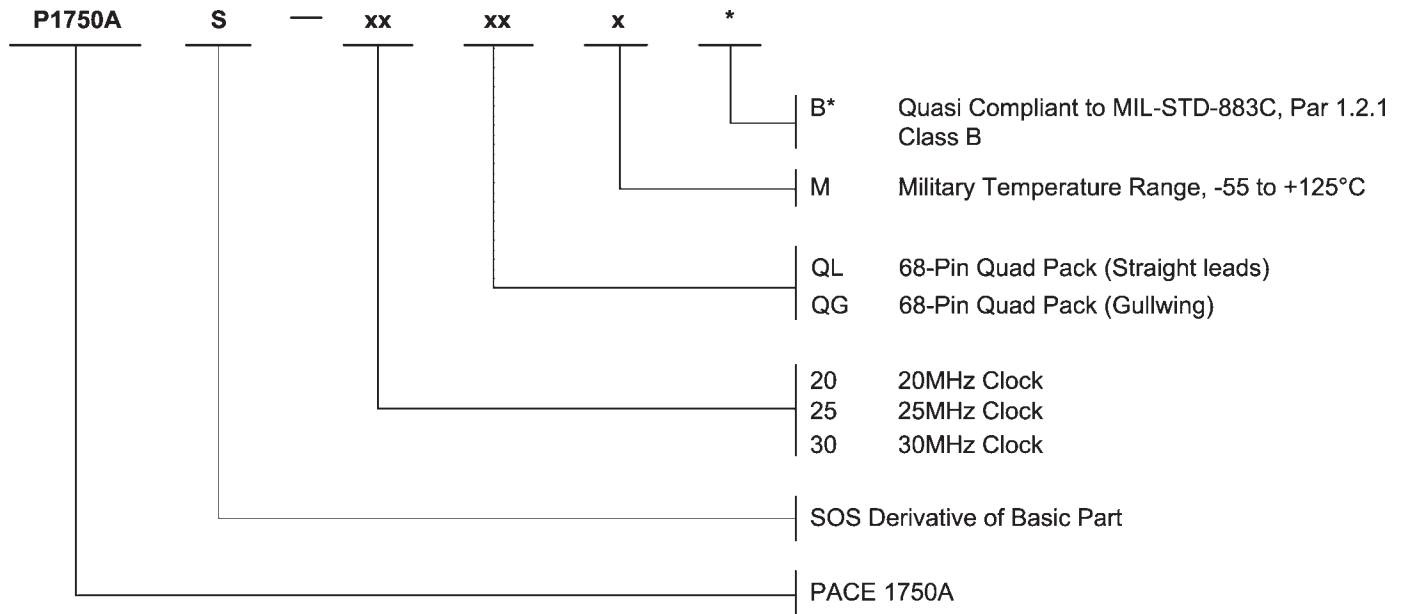 P1750A S — xx xx x *
B* Quasi Compliant to MIL-STD-883C, Par 1.2.1
Class B
M Military Temperature Range, -55 to +125°C
QL 68-Pin Quad Pack (Straight leads)
QG 68-Pin Quad Pack (Gullwing)
20 20MHz Clock
25 25MHz Clock
30 30MHz Clock
SOS Derivative of Basic Part
PACE 1750A